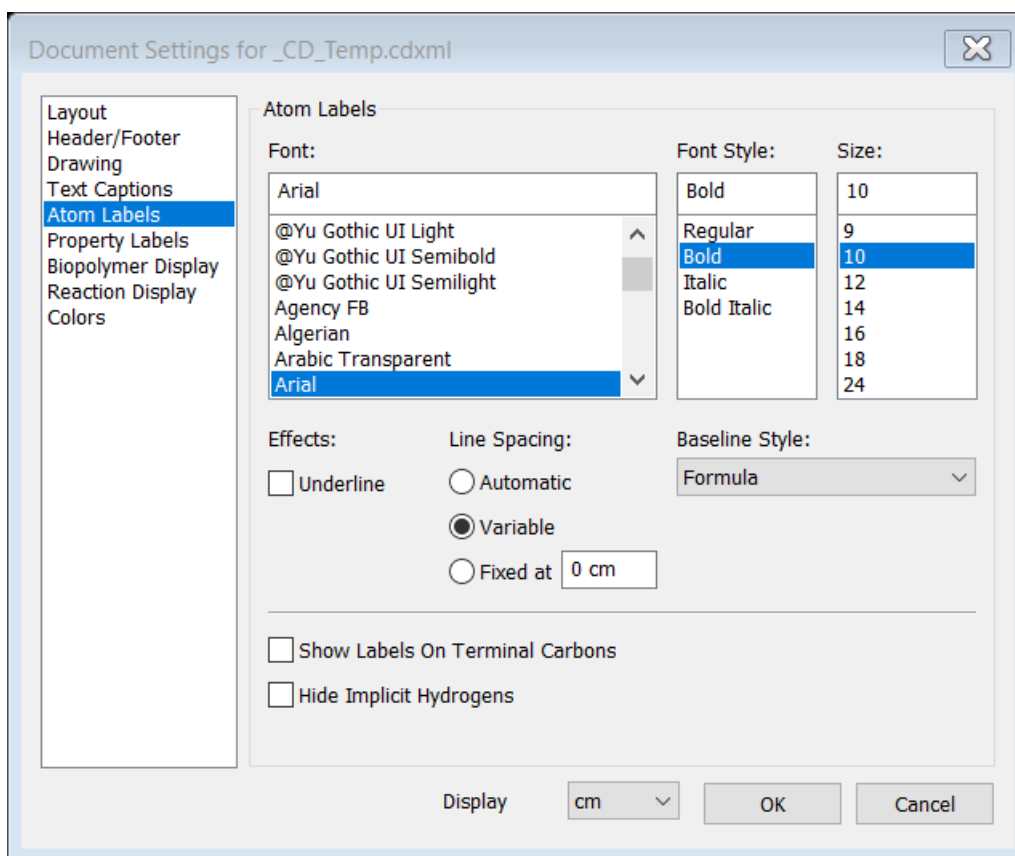 Document Settings for _CD_Temp.cdxml
Layout
Header/Footer
Drawing
Text Captions
Atom Labels
Property Labels
Biopolymer Display
Reaction Display
Colors
Atom Labels
Font:
Arial
@Yu Gothic UI Light
@Yu Gothic UI Semibold
@Yu Gothic UI Semilight
Agency FB
Algerian
Arabic Transparent
Arial
Font Style:
Bold
Regular
Bold
Italic
Bold Italic
Size:
10
9
10
12
14
16
18
24
Effects:
Underline
Line Spacing:
Automatic
Variable
Fixed at 0 cm
Baseline Style:
Formula
Show Labels On Terminal Carbons
Hide Implicit Hydrogens
Display cm OK Cancel